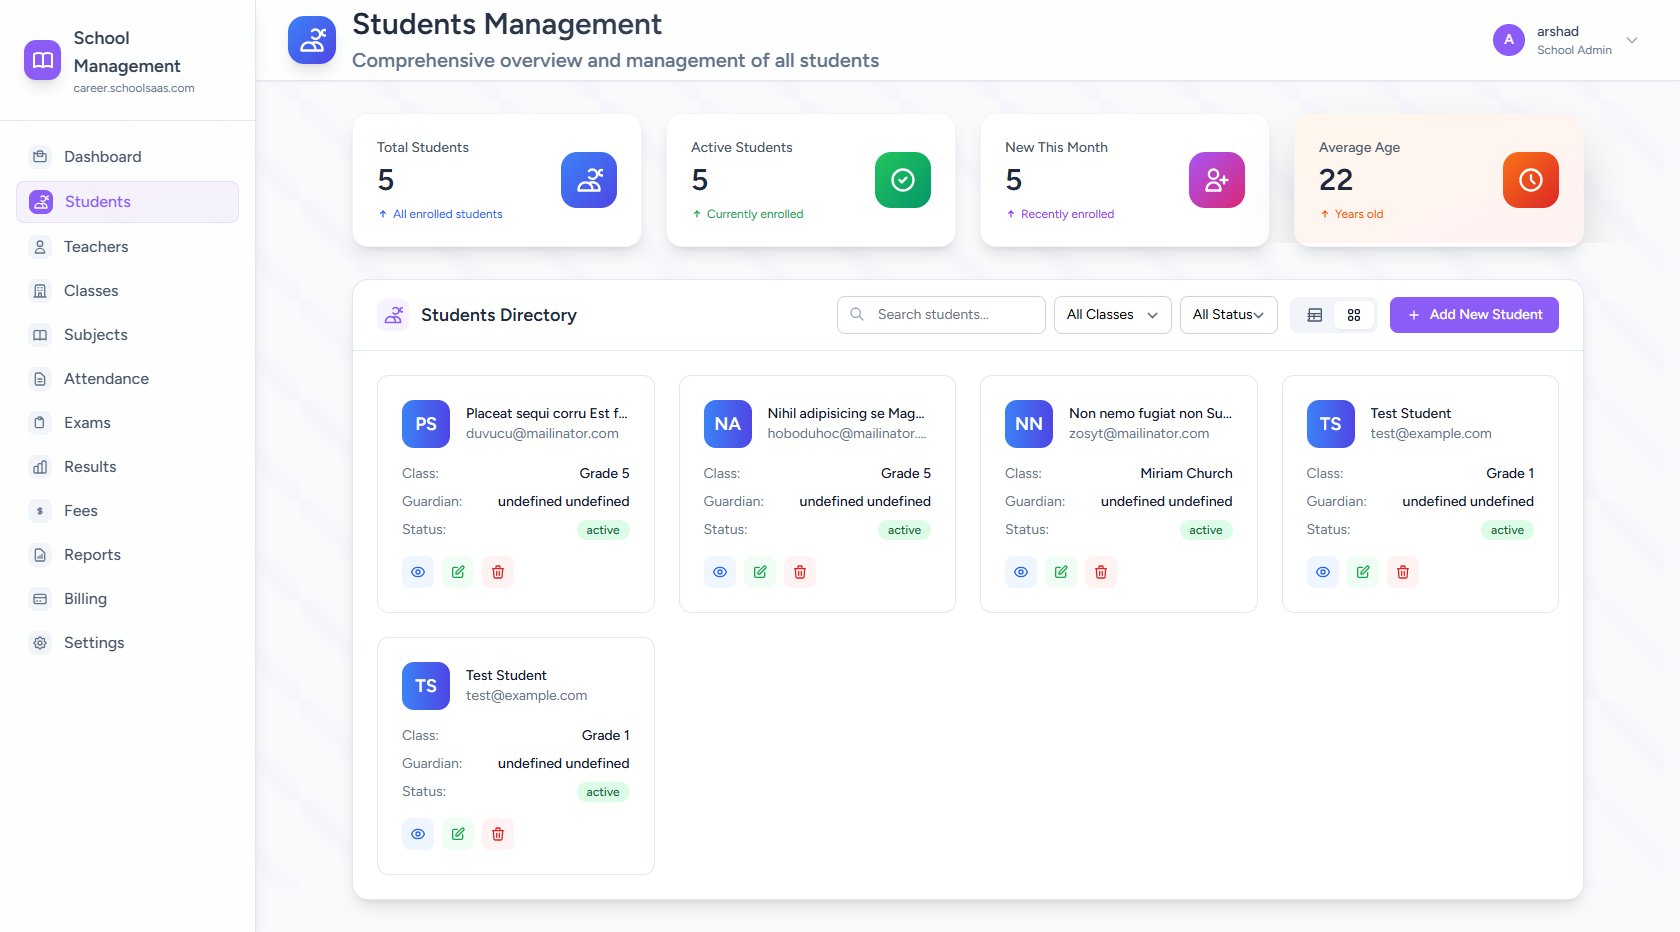 School
Management
career.schoolsaas.com
Dashboard
Students
Teachers
Classes
Subjects
Attendance
Exams
Results
Fees
Reports
Billing
Settings
Students Management
Comprehensive overview and management of all students
A
arshad
School Admin
Total Students
5
All enrolled students
Active Students
5
Currently enrolled
New This Month
5
Recently enrolled
Average Age
22
Years old
Students Directory
Search students...
All Classes
All Status
Add New Student
PS
Placeat sequi corru Est f...
duvucu@mailinator.com
Class: Grade 5
Guardian: undefined undefined
Status: active
NA
Nihil adipisicing se Mag...
hoboduhoc@mailinator....
Class: Grade 5
Guardian: undefined undefined
Status: active
NN
Non nemo fugiat non Su...
zosyt@mailinator.com
Class: Miriam Church
Guardian: undefined undefined
Status: active
TS
Test Student
test@example.com
Class: Grade 1
Guardian: undefined undefined
Status: active
TS
Test Student
test@example.com
Class: Grade 1
Guardian: undefined undefined
Status: active